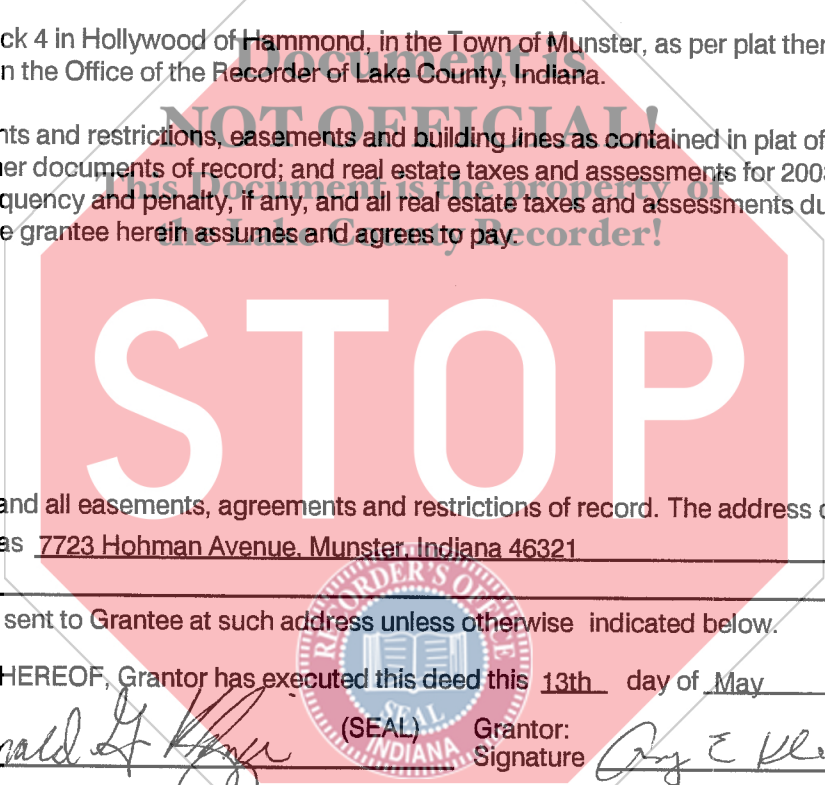 ck 4 in Hollywood of Hammond, in the Town of Munster, as per plat ther
Document is
n the Office of the Recorder of Lake County, Indiana.
NOT OFFICIAL!
nts and restrictions, easements and building lines as contained in plat of
er documents of record; and real estate taxes and assessments for 200
This Document is the property of
quency and penalty, if any, and all real estate taxes and assessments du
the Lake County Recorder!
e grantee herein assumes and agrees to pay.
STOP
and all easements, agreements and restrictions of record. The address o
as 7723 Hohman Avenue, Munster, Indiana 46321
RECORDER'S OFFICE
sent to Grantee at such address unless otherwise indicated below.
HEREOF, Grantor has executed this deed this 13th day of May
SEAL
INDIANA
nald G (SEAL) Grantor:
Signature E